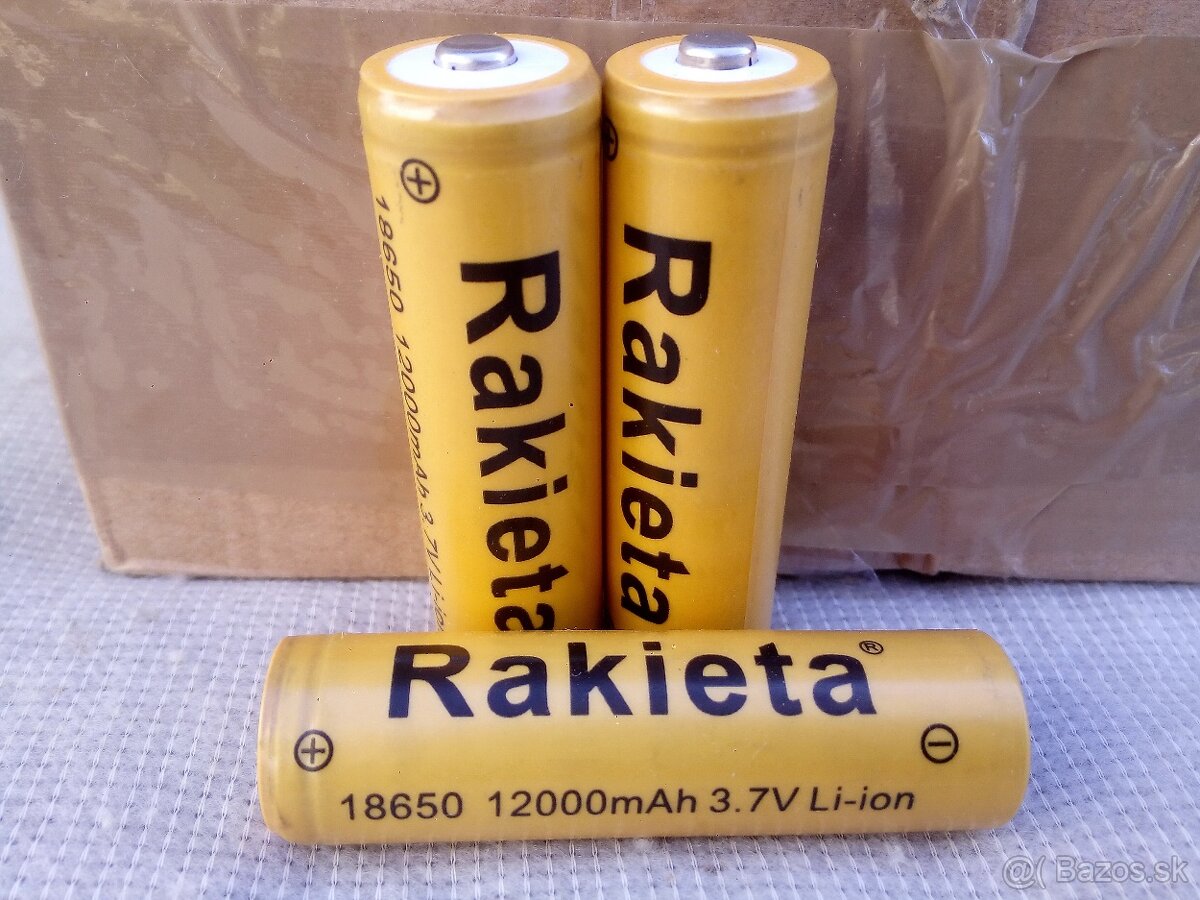 +
18650 12000mAh 3.7V Li-ion
Rakieta
+
Rakieta
Rakieta®
+ −
18650 12000mAh 3.7V Li-ion
@( Bazos.sk